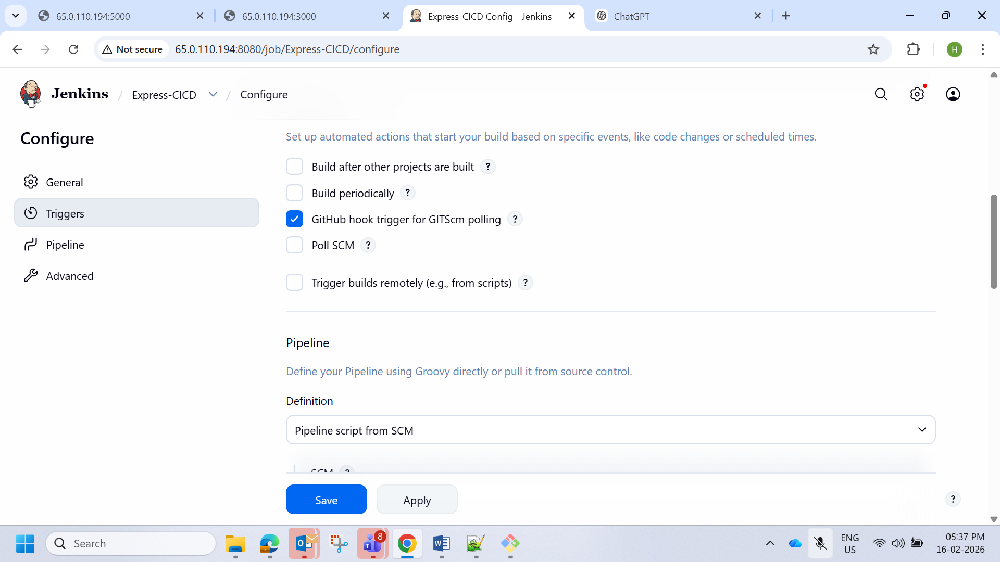 65.0.110.194:5000
65.0.110.194:3000
Express-CICD Config - Jenkins
ChatGPT
Not secure
65.0.110.194:8080/job/Express-CICD/configure
H
Jenkins / Express-CICD / Configure
Configure
General
Triggers
Pipeline
Advanced
Set up automated actions that start your build based on specific events, like code changes or scheduled times.
Build after other projects are built ?
Build periodically ?
GitHub hook trigger for GITScm polling ?
Poll SCM ?
Trigger builds remotely (e.g., from scripts) ?
Pipeline
Define your Pipeline using Groovy directly or pull it from source control.
Definition
Pipeline script from SCM
SCM ?
Save
Apply
?
Search
8
ENG
US
05:37 PM
16-02-2026